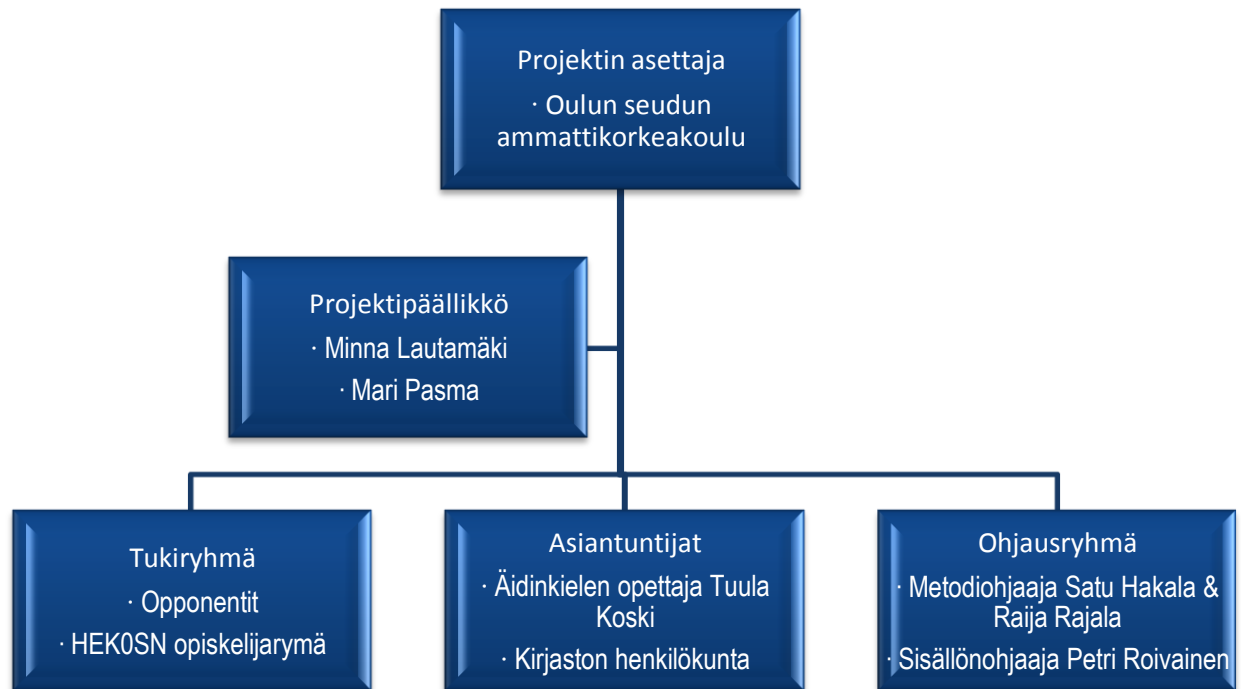 Projektin asettaja
· Oulun seudun
ammattikorkeakoulu
Projektipäällikkö
· Minna Lautamäki
· Mari Pasma
Tukiryhmä
· Opponentit
· HEK0SN opiskelijarymä
Asiantuntijat
· Äidinkielen opettaja Tuula
Koski
· Kirjaston henkilökunta
Ohjausryhmä
· Metodiohjaaja Satu Hakala &
Raija Rajala
· Sisällönohjaaja Petri Roivainen